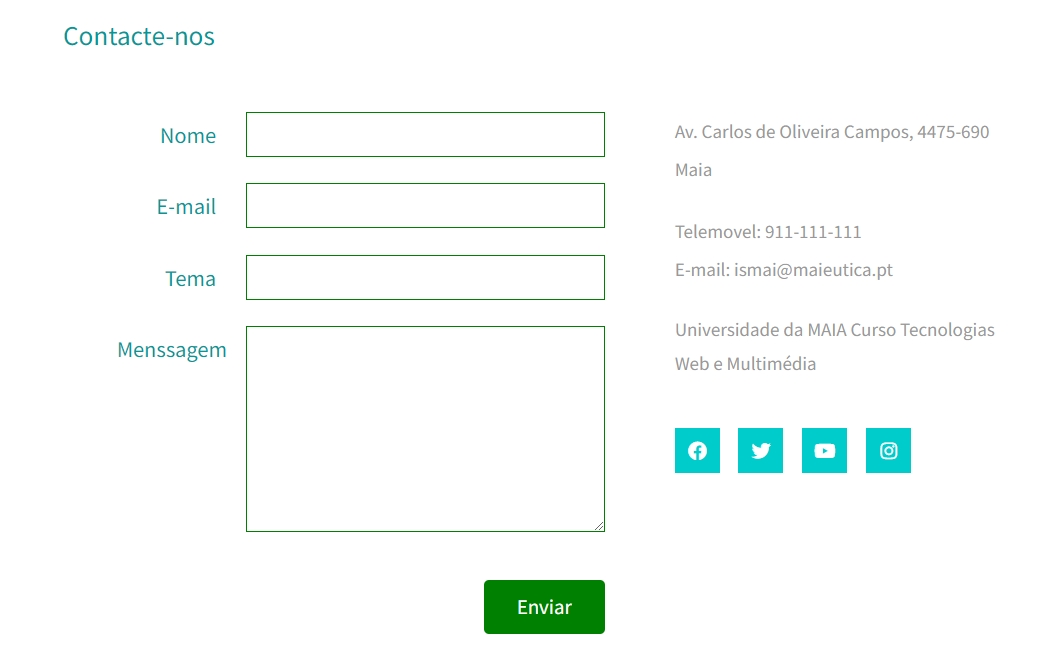 Contacte-nos
Nome
E-mail
Tema
Menssagem
Enviar
Av. Carlos de Oliveira Campos, 4475-690
Maia
Telemovel: 911-111-111
E-mail: ismai@maieutica.pt
Universidade da MAIA Curso Tecnologias
Web e Multimédia